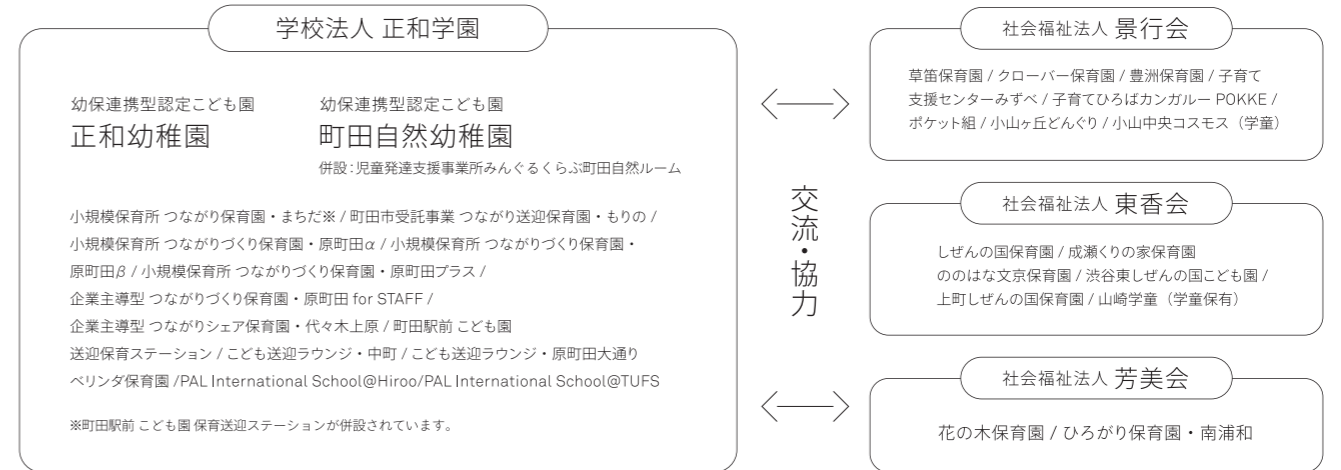 学校法人 正和学園
幼保連携型認定こども園
正和幼稚園
幼保連携型認定こども園
町田自然幼稚園
併設：児童発達支援事業所みんぐるくらぶ町田自然ルーム
小規模保育所 つながり保育園・まちだ※ / 町田市受託事業 つながり送迎保育園・もりの /
小規模保育所 つながりづくり保育園・原町田α / 小規模保育所 つながりづくり保育園・
原町田β / 小規模保育所 つながりづくり保育園・原町田プラス /
企業主導型 つながりづくり保育園・原町田 for STAFF /
企業主導型 つながりシェア保育園・代々木上原 / 町田駅前 こども園
送迎保育ステーション / こども送迎ラウンジ・中町 / こども送迎ラウンジ・原町田大通り
ベリンダ保育園 /PAL International School@Hiroo/PAL International School@TUFS
※町田駅前 こども園 保育送迎ステーションが併設されています。
交流・協力
社会福祉法人 景行会
草笛保育園 / クローバー保育園 / 豊洲保育園 / 子育て
支援センターみずべ / 子育てひろばカンガルー POKKE /
ポケット組 / 小山ヶ丘どんぐり / 小山中央コスモス（学童）
社会福祉法人 東香会
しぜんの国保育園 / 成瀬くりの家保育園
ののはな文京保育園 / 渋谷東しぜんの国こども園 /
上町しぜんの国保育園 / 山崎学童（学童保有）
社会福祉法人 芳美会
花の木保育園 / ひろがり保育園・南浦和